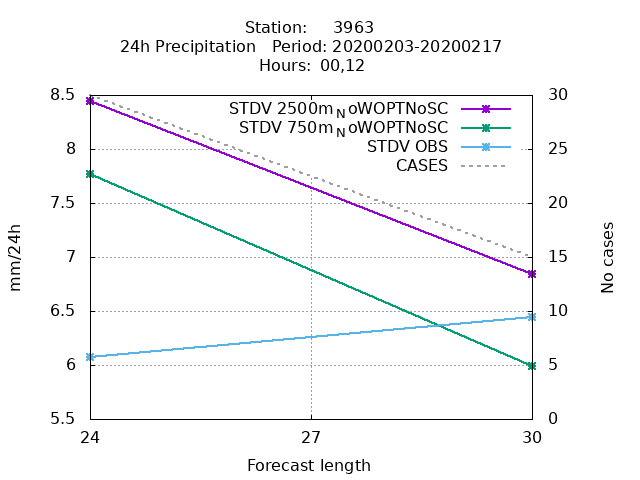 Station: 3963
24h Precipitation Period: 20200203-20200217
Hours: 00,12
8.5
8
7.5
7
6.5
6
5.5
mm/24h
STDV 2500mNoWOPTNoSC
STDV 750mNoWOPTNoSC
STDV OBS
CASES
30
25
20
15
10
5
0
No cases
24 27 30
Forecast length